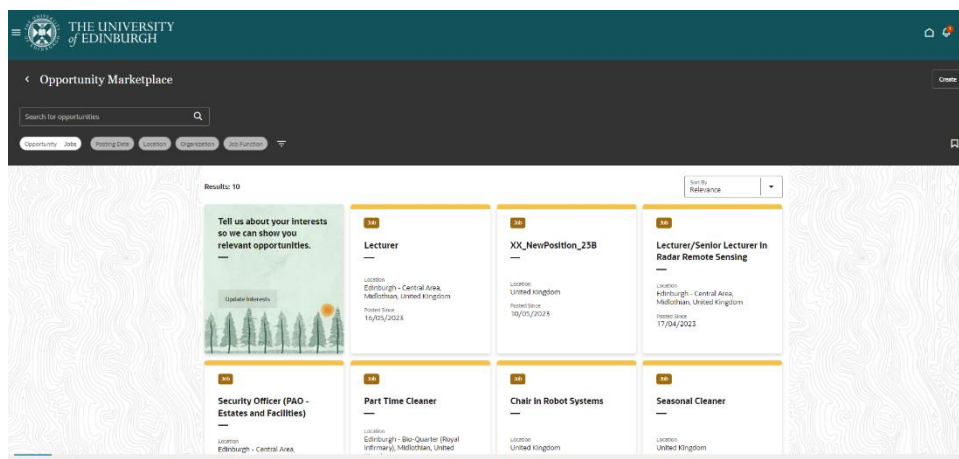 THE UNIVERSITY
of EDINBURGH
Opportunity Marketplace
Create
Search for opportunities
Opportunity Jobs
Posting Date
Location
Organization
Job Function
Results: 10
Sort By
Relevance
Tell us about your interests
so we can show you
relevant opportunities.
Update Interests
Job
Lecturer
Location
Edinburgh - Central Area,
Midlothian, United Kingdom
Posted Since
16/05/2023
Job
XX_NewPosition_23B
Location
United Kingdom
Posted Since
10/05/2023
Job
Lecturer/Senior Lecturer in
Radar Remote Sensing
Location
Edinburgh - Central Area,
Midlothian, United Kingdom
Posted Since
17/04/2023
Job
Security Officer (PAO -
Estates and Facilities)
Location
Edinburgh - Central Area,
Job
Part Time Cleaner
Location
Edinburgh - Bio-Quarter (Royal
Infirmary), Midlothian, United
Job
Chair in Robot Systems
Location
United Kingdom
Job
Seasonal Cleaner
Location
United Kingdom